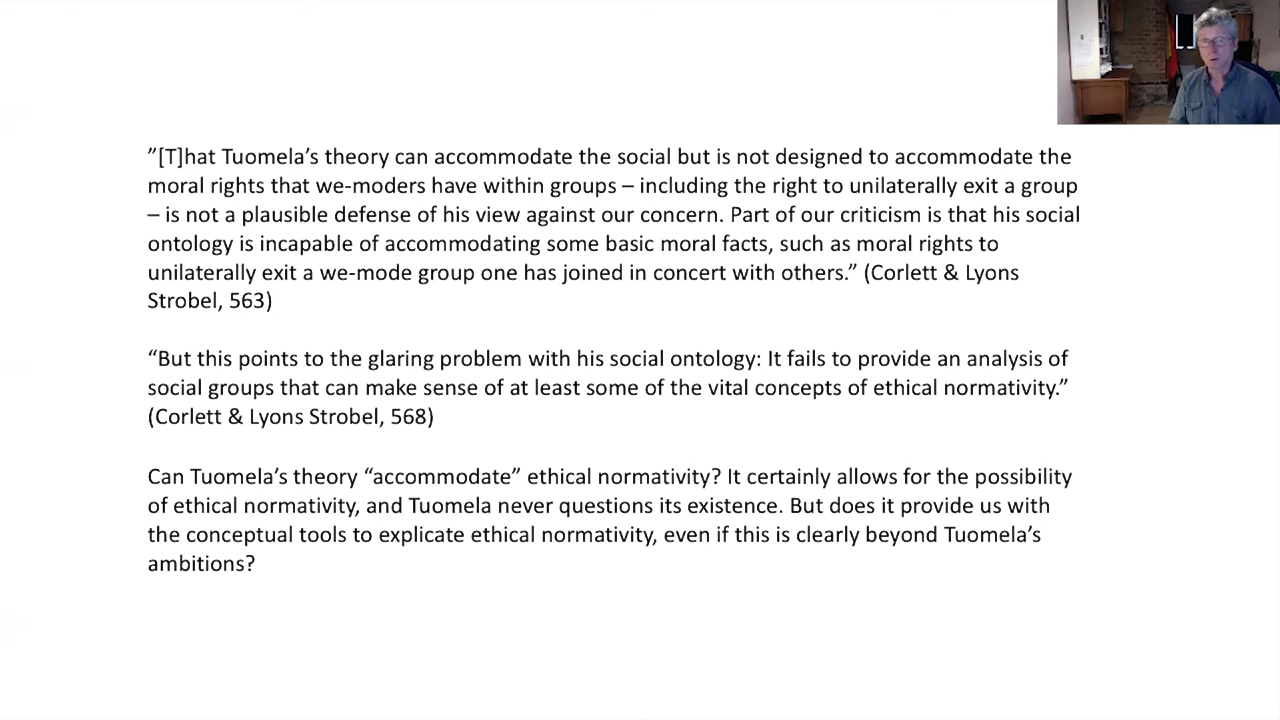 ”[T]hat Tuomela’s theory can accommodate the social but is not designed to accommodate the
moral rights that we-moders have within groups – including the right to unilaterally exit a group
– is not a plausible defense of his view against our concern. Part of our criticism is that his social
ontology is incapable of accommodating some basic moral facts, such as moral rights to
unilaterally exit a we-mode group one has joined in concert with others.” (Corlett & Lyons
Strobel, 563)
“But this points to the glaring problem with his social ontology: It fails to provide an analysis of
social groups that can make sense of at least some of the vital concepts of ethical normativity.”
(Corlett & Lyons Strobel, 568)
Can Tuomela’s theory “accommodate” ethical normativity? It certainly allows for the possibility
of ethical normativity, and Tuomela never questions its existence. But does it provide us with
the conceptual tools to explicate ethical normativity, even if this is clearly beyond Tuomela’s
ambitions?